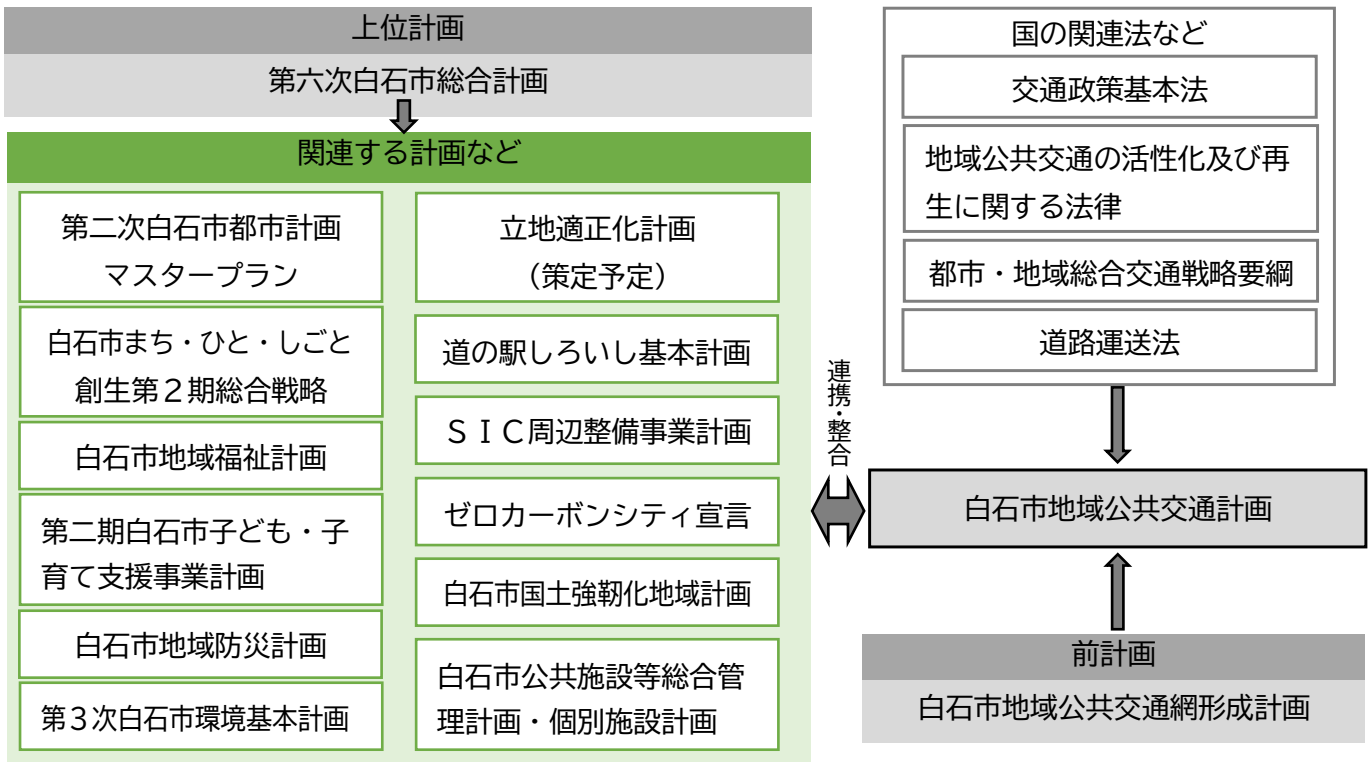 上位計画
第六次白石市総合計画
関連する計画など
第二次白石市都市計画
マスタープラン
白石市まち・ひと・しごと
創生第２期総合戦略
白石市地域福祉計画
第二期白石市子ども・子
育て支援事業計画
白石市地域防災計画
第３次白石市環境基本計画
立地適正化計画
（策定予定）
道の駅しろいし基本計画
ＳＩＣ周辺整備事業計画
ゼロカーボンシティ宣言
白石市国土強靭化地域計画
白石市公共施設等総合管
理計画・個別施設計画
連携・整合
国の関連法など
交通政策基本法
地域公共交通の活性化及び再
生に関する法律
都市・地域総合交通戦略要綱
道路運送法
白石市地域公共交通計画
前計画
白石市地域公共交通網形成計画